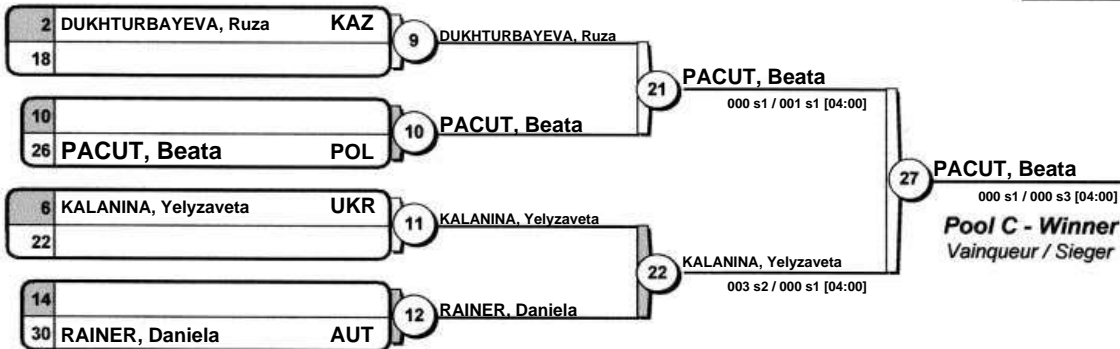 2 DUKHTURBAYEVA, Ruza KAZ
18
9 DUKHTURBAYEVA, Ruza
10
26 PACUT, Beata POL
10 PACUT, Beata
21 PACUT, Beata
000 s1 / 001 s1 [04:00]
6 KALANINA, Yelyzaveta UKR
22
11 KALANINA, Yelyzaveta
14
30 RAINER, Daniela AUT
12 RAINER, Daniela
22 KALANINA, Yelyzaveta
003 s2 / 000 s1 [04:00]
27 PACUT, Beata
000 s1 / 000 s3 [04:00]
Pool C - Winner
Vainqueur / Sieger